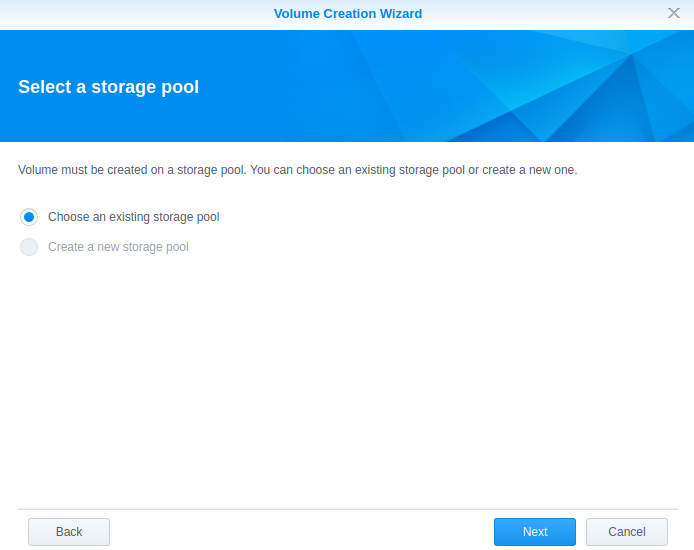 Volume Creation Wizard
Select a storage pool
Volume must be created on a storage pool. You can choose an existing storage pool or create a new one.
Choose an existing storage pool
Create a new storage pool
Back
Next
Cancel